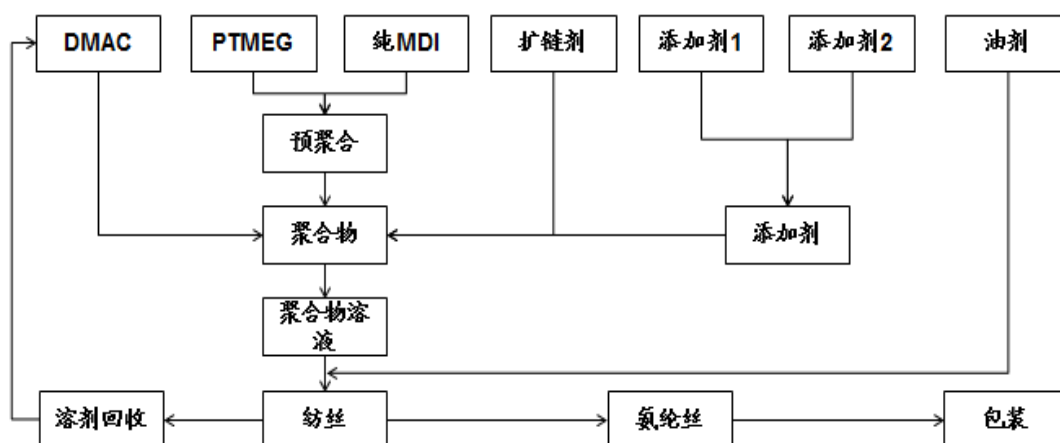 DMAC
PTMEG
纯MDI
扩链剂
添加剂1
添加剂2
油剂
预聚合
聚合物
添加剂
聚合物溶
液
溶剂回收
纺丝
氨纶丝
包装